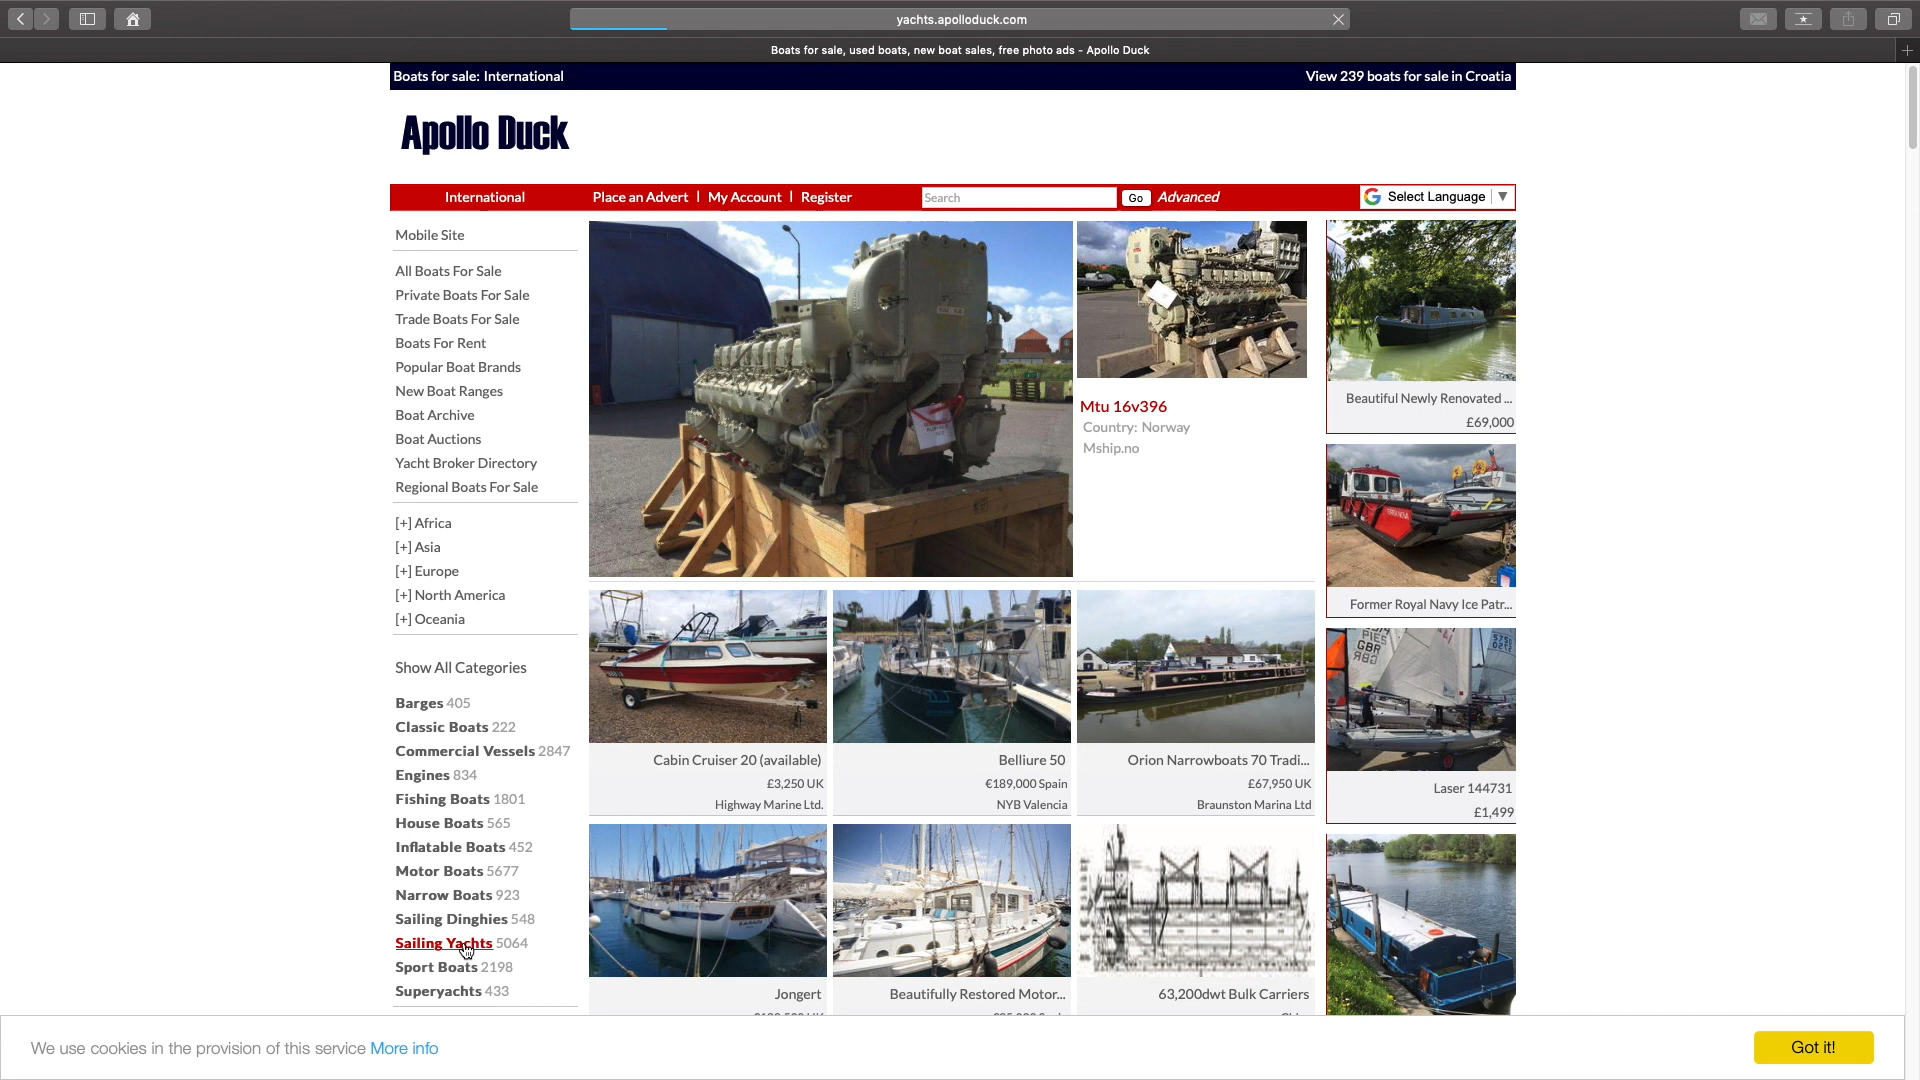 yachts.apolloduck.com
Boats for sale, used boats, new boat sales, free photo ads - Apollo Duck
Boats for sale: International
View 239 boats for sale in Croatia
Apollo Duck
International
Place an Advert | My Account | Register
Search
Go
Advanced
Select Language ▼
Mobile Site
All Boats For Sale
Private Boats For Sale
Trade Boats For Sale
Boats For Rent
Popular Boat Brands
New Boat Ranges
Boat Archive
Boat Auctions
Yacht Broker Directory
Regional Boats For Sale
[+] Africa
[+] Asia
[+] Europe
[+] North America
[+] Oceania
Show All Categories
Barges 405
Classic Boats 222
Commercial Vessels 2847
Engines 834
Fishing Boats 1801
House Boats 565
Inflatable Boats 452
Motor Boats 5677
Narrow Boats 923
Sailing Dinghies 548
Sailing Yachts 5064
Sport Boats 2198
Superyachts 433
Mtu 16v396
Country: Norway
Mship.no
Cabin Cruiser 20 (available)
£3,250 UK
Highway Marine Ltd.
Belliure 50
€189,000 Spain
NYB Valencia
Orion Narrowboats 70 Tradi...
£67,950 UK
Braunston Marina Ltd
Jongert
Beautifully Restored Motor...
63,200dwt Bulk Carriers
Beautiful Newly Renovated ...
£69,000
Former Royal Navy Ice Patr...
GBR
Laser 144731
£1,499
We use cookies in the provision of this service More info
Got it!